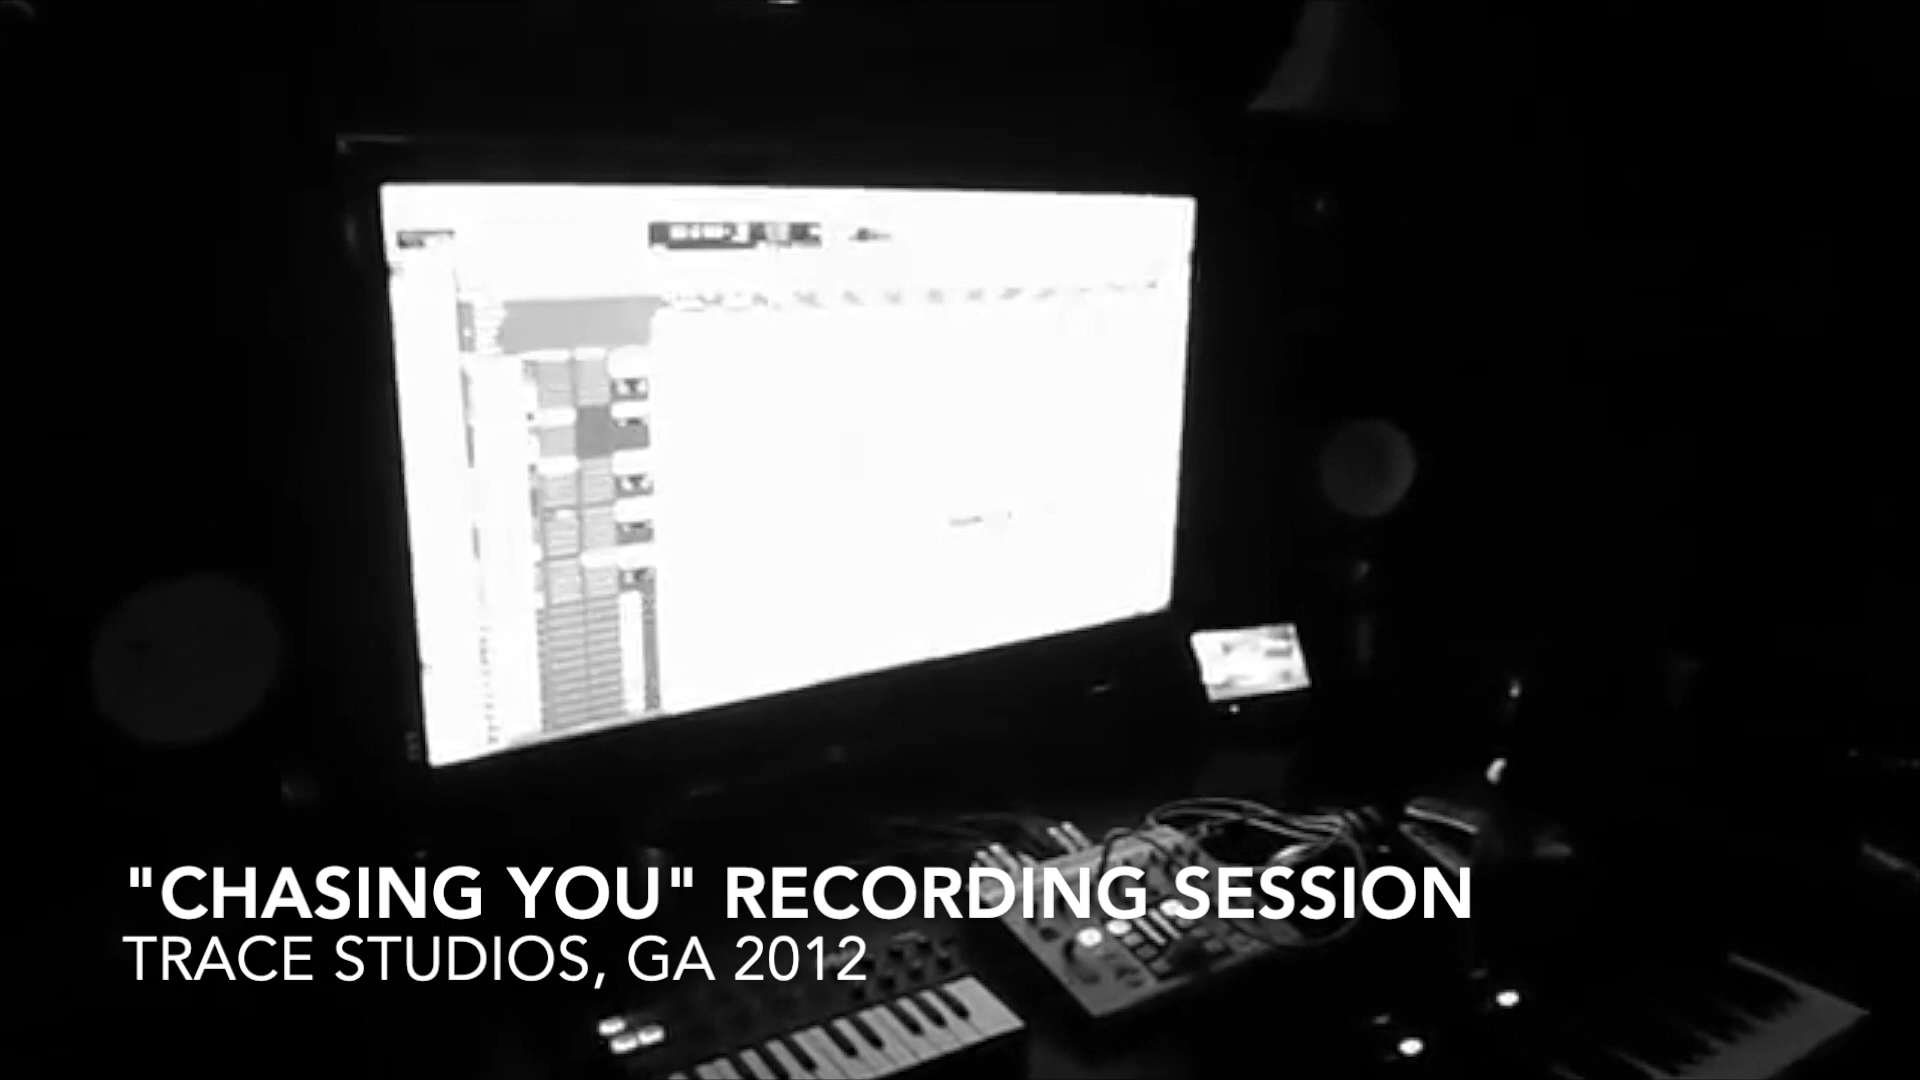 "CHASING YOU" RECORDING SESSION
TRACE STUDIOS, GA 2012